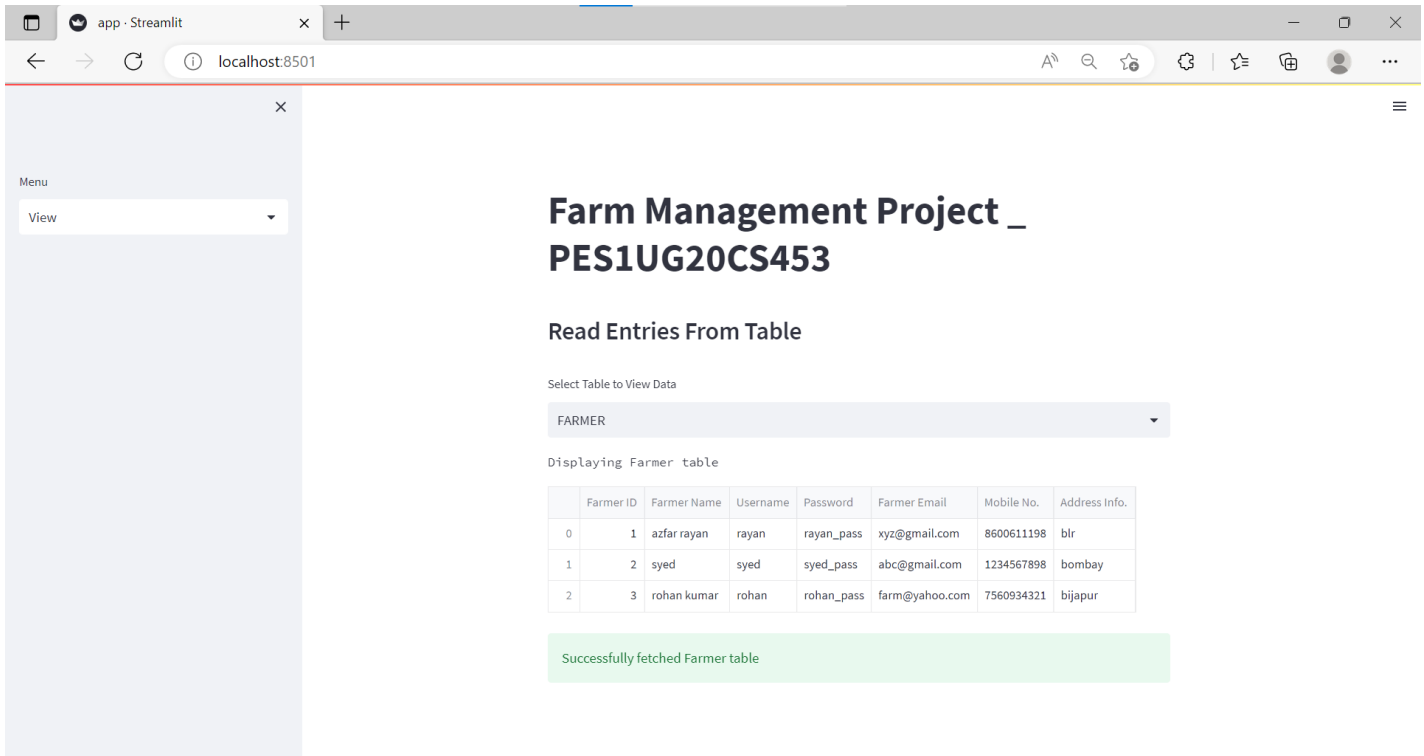 app · Streamlit
localhost:8501
Menu
View
Farm Management Project _
PES1UG20CS453
Read Entries From Table
Select Table to View Data
FARMER
Displaying Farmer table
Farmer ID Farmer Name Username Password Farmer Email Mobile No. Address Info.
0 1 azfar rayan rayan rayan_pass xyz@gmail.com 8600611198 blr
1 2 syed syed syed_pass abc@gmail.com 1234567898 bombay
2 3 rohan kumar rohan rohan_pass farm@yahoo.com 7560934321 bijapur
Successfully fetched Farmer table